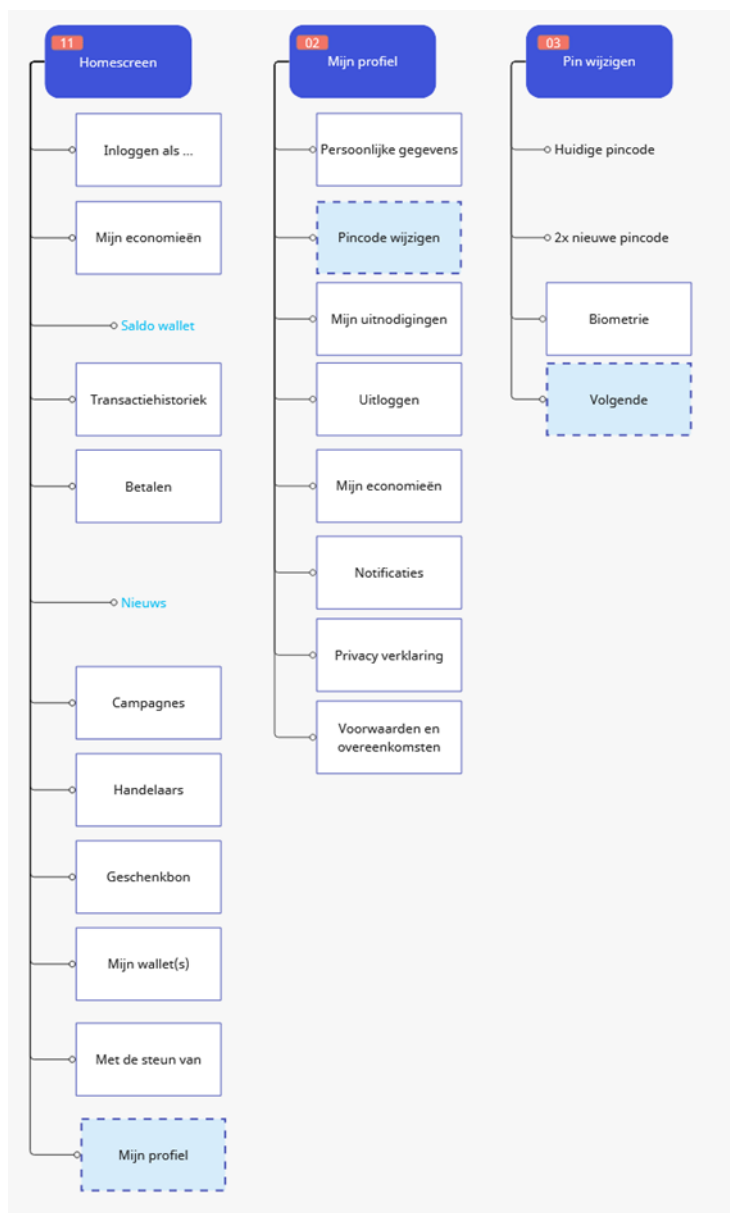 11
Homescreen
Inloggen als ...
Mijn economieën
Saldo wallet
Transactiehistoriek
Betalen
Nieuws
Campagnes
Handelaars
Geschenkbon
Mijn wallet(s)
Met de steun van
Mijn profiel
02
Mijn profiel
Persoonlijke gegevens
Pincode wijzigen
Mijn uitnodigingen
Uitloggen
Mijn economieën
Notificaties
Privacy verklaring
Voorwaarden en
overeenkomsten
03
Pin wijzigen
Huidige pincode
2x nieuwe pincode
Biometrie
Volgende